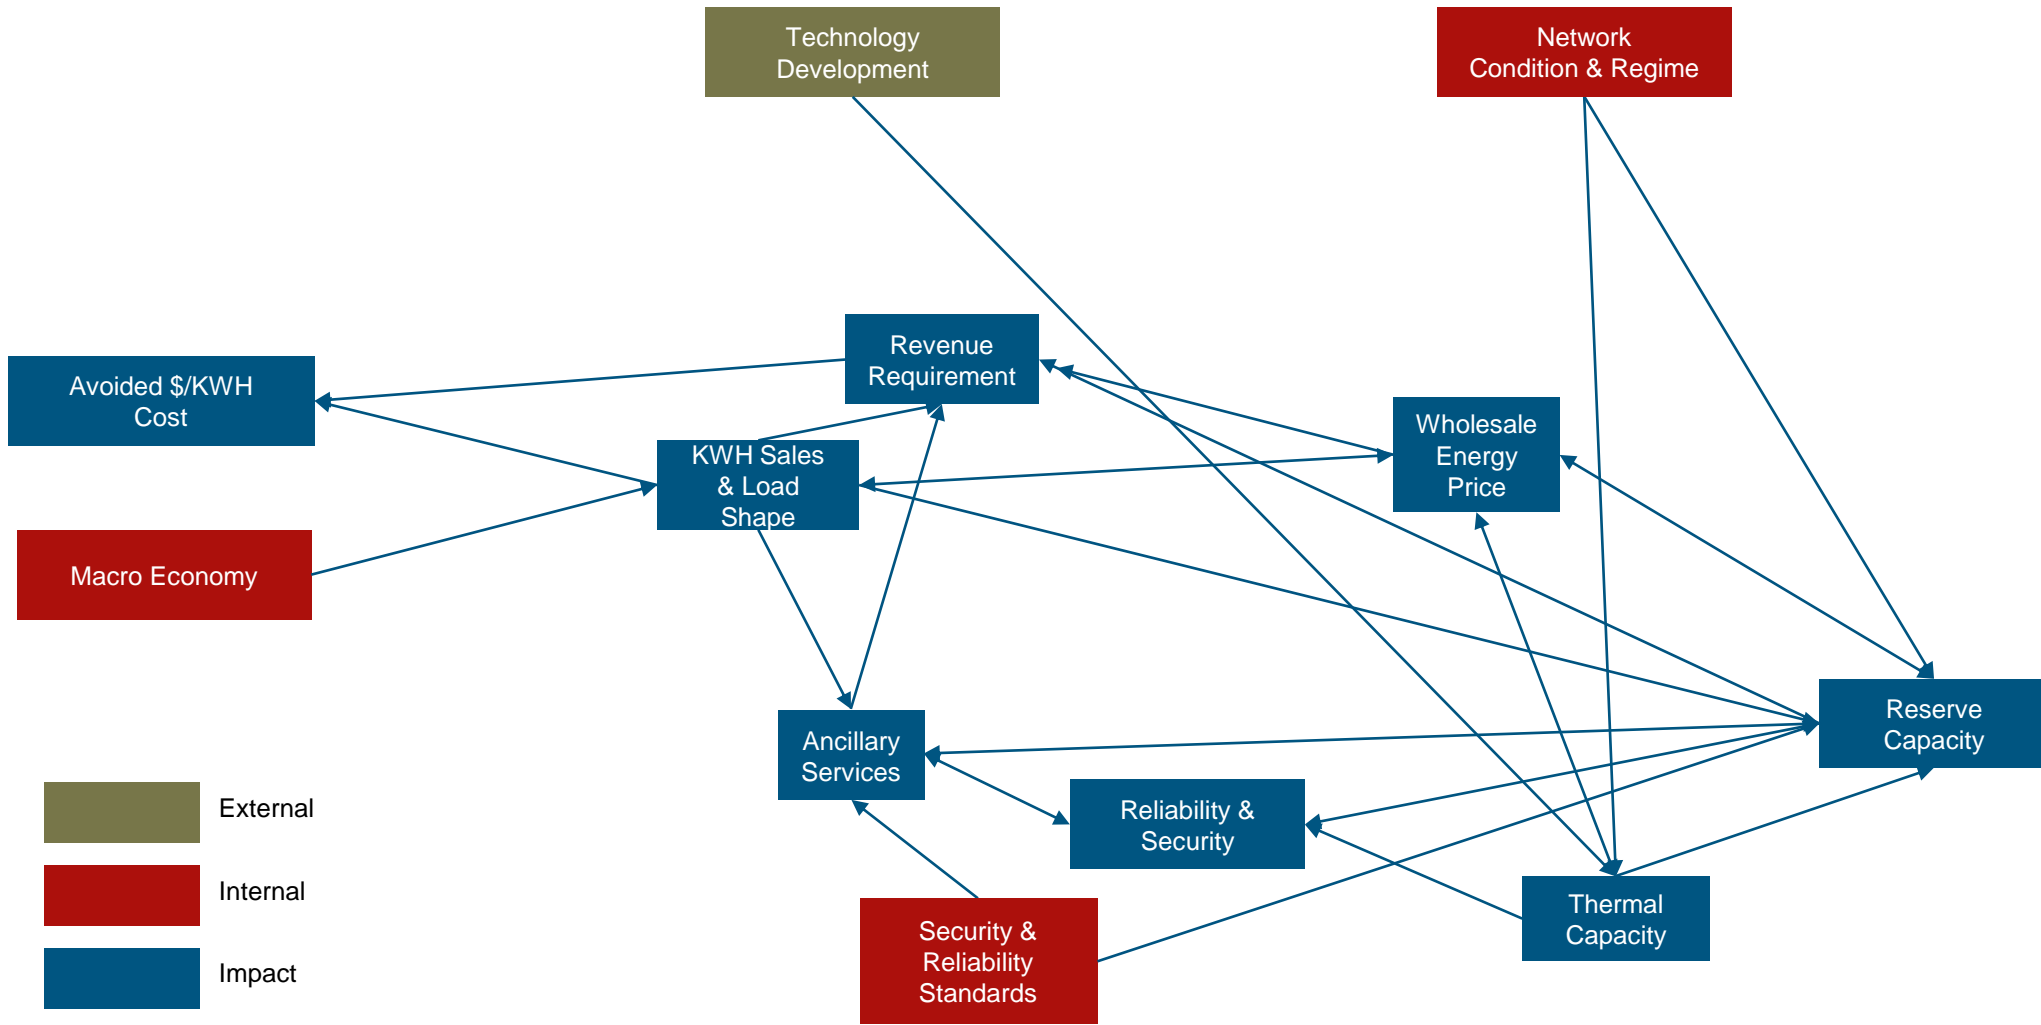 Technology
Development
Network
Condition & Regime
Revenue
Requirement
Avoided $/KWH
Cost
Wholesale
Energy
Price
KWH Sales
& Load
Shape
Macro Economy
Reserve
Capacity
Ancillary
Services
Reliability &
Security
Thermal
Capacity
Security &
Reliability
Standards
External
Internal
Impact